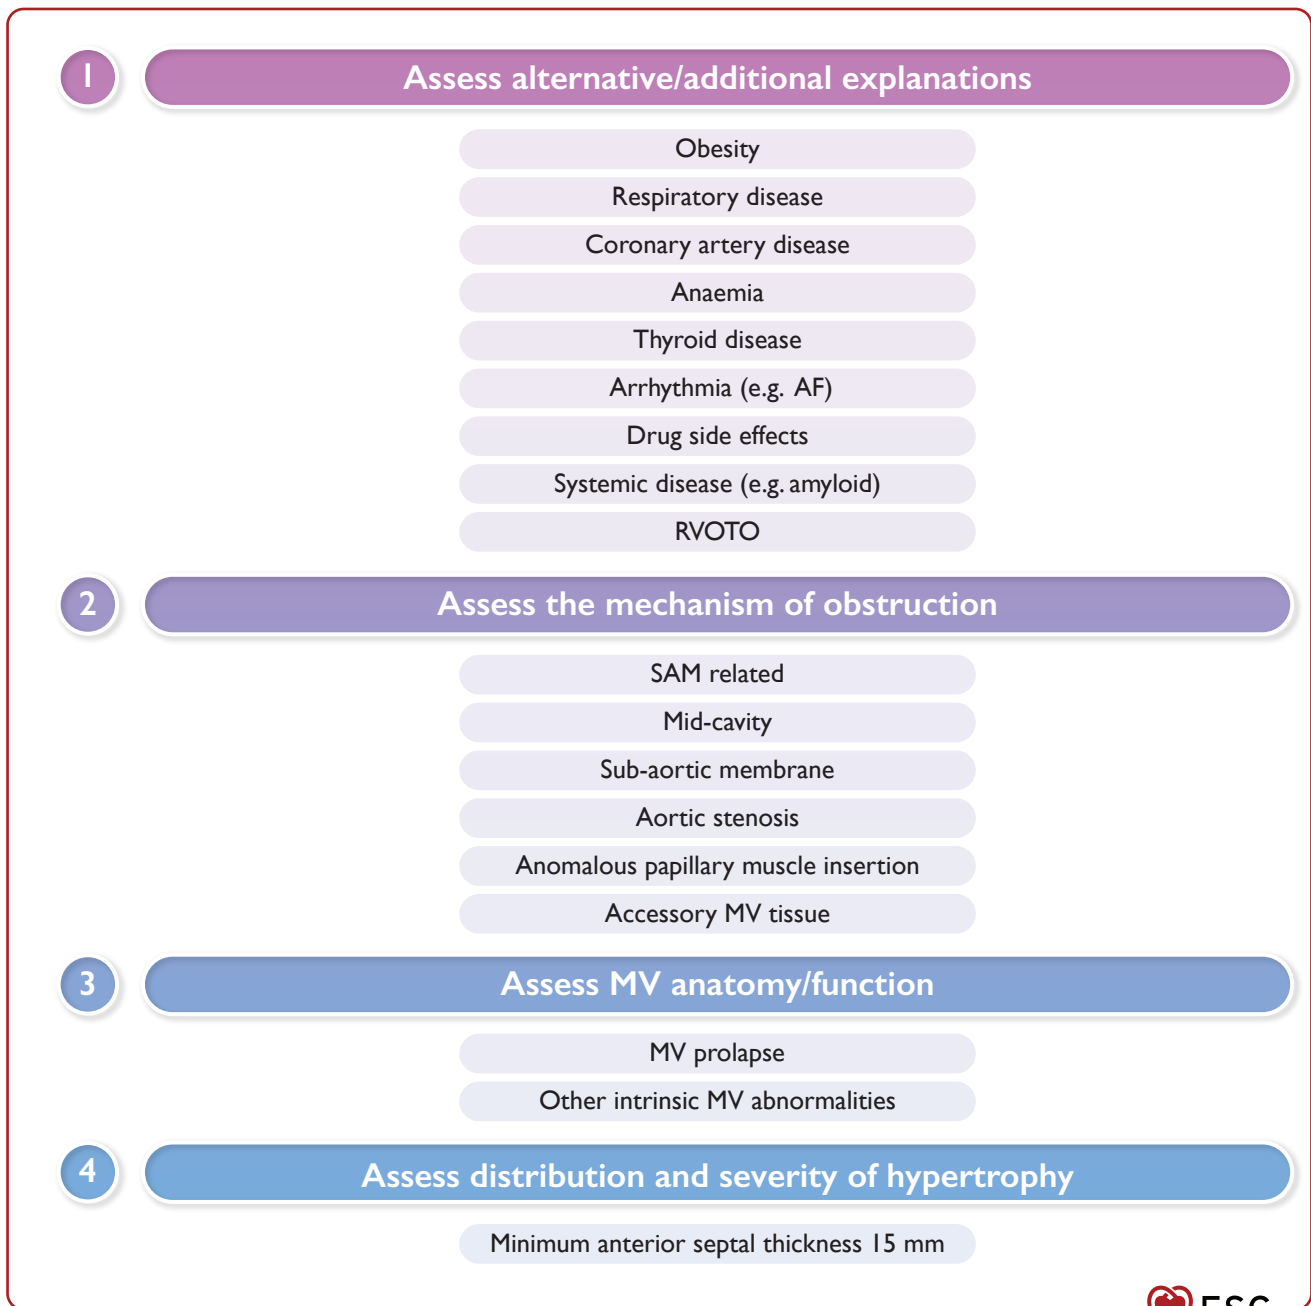 1
Assess alternative/additional explanations
Obesity
Respiratory disease
Coronary artery disease
Anaemia
Thyroid disease
Arrhythmia (e.g. AF)
Drug side effects
Systemic disease (e.g. amyloid)
RVOTO
2
Assess the mechanism of obstruction
SAM related
Mid-cavity
Sub-aortic membrane
Aortic stenosis
Anomalous papillary muscle insertion
Accessory MV tissue
3
Assess MV anatomy/function
MV prolapse
Other intrinsic MV abnormalities
4
Assess distribution and severity of hypertrophy
Minimum anterior septal thickness 15 mm
ESC